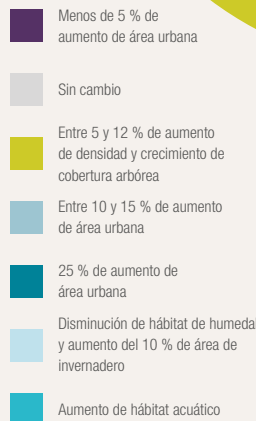 Menos de 5 % de
aumento de área urbana
Sin cambio
Entre 5 y 12 % de aumento
de densidad y crecimiento de
cobertura arbórea
Entre 10 y 15 % de aumento
de área urbana
25 % de aumento de
área urbana
Disminución de hábitat de humedal
y aumento del 10 % de área de
invernadero
Aumento de hábitat acuático